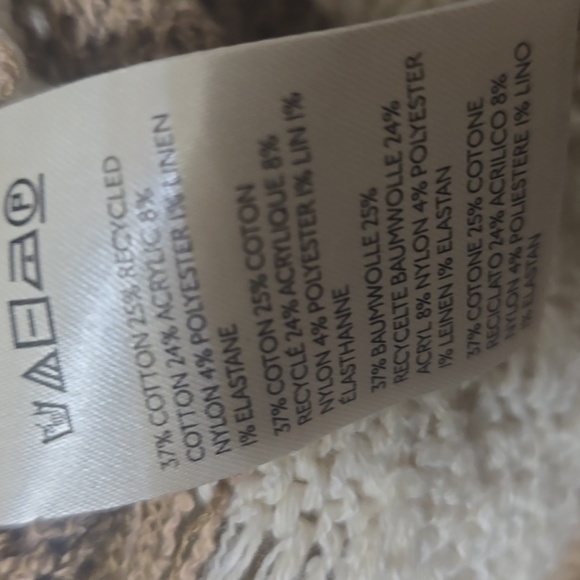 37% COTTON 25% RECYCLED
COTTON 24% ACRYLIC 8%
NYLON 4% POLYESTER 1% LINEN
1% ELASTANE
37% COTON 25% COTON
RECYCLÉ 24% ACRYLIQUE 8%
NYLON 4% POLYESTER 1% LIN 1%
ÉLASTHANNE
37% BAUMWOLLE 25%
RECYCELTE BAUMWOLLE 24%
ACRYL 8% NYLON 4% POLYESTER
1% LEINEN 1% ELASTAN
37% COTONE 25% COTONE
RECICLATO 24% ACRILICO 8%
NYLON 4% POLIESTERE 1% LINO
1% ELASTAN
P